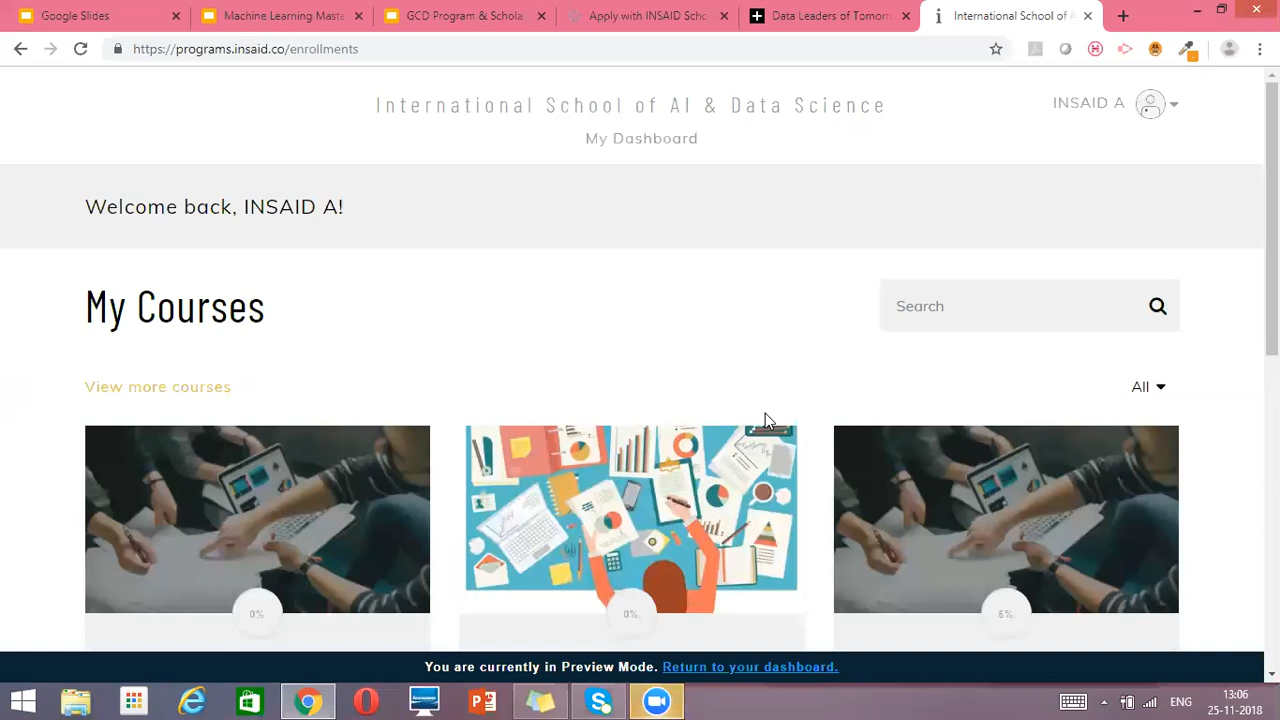 Google Slides
Machine Learning Maste
GCD Program & Schola
Apply with INSAID Scho
Data Leaders of Tomorr
International School of A
https://programs.insaid.co/enrollments
International School of AI & Data Science
INSAID A
My Dashboard
Welcome back, INSAID A!
My Courses
Search
View more courses
All
0%
0%
6%
You are currently in Preview Mode. Return to your dashboard.
ENG
13:06
25-11-2018